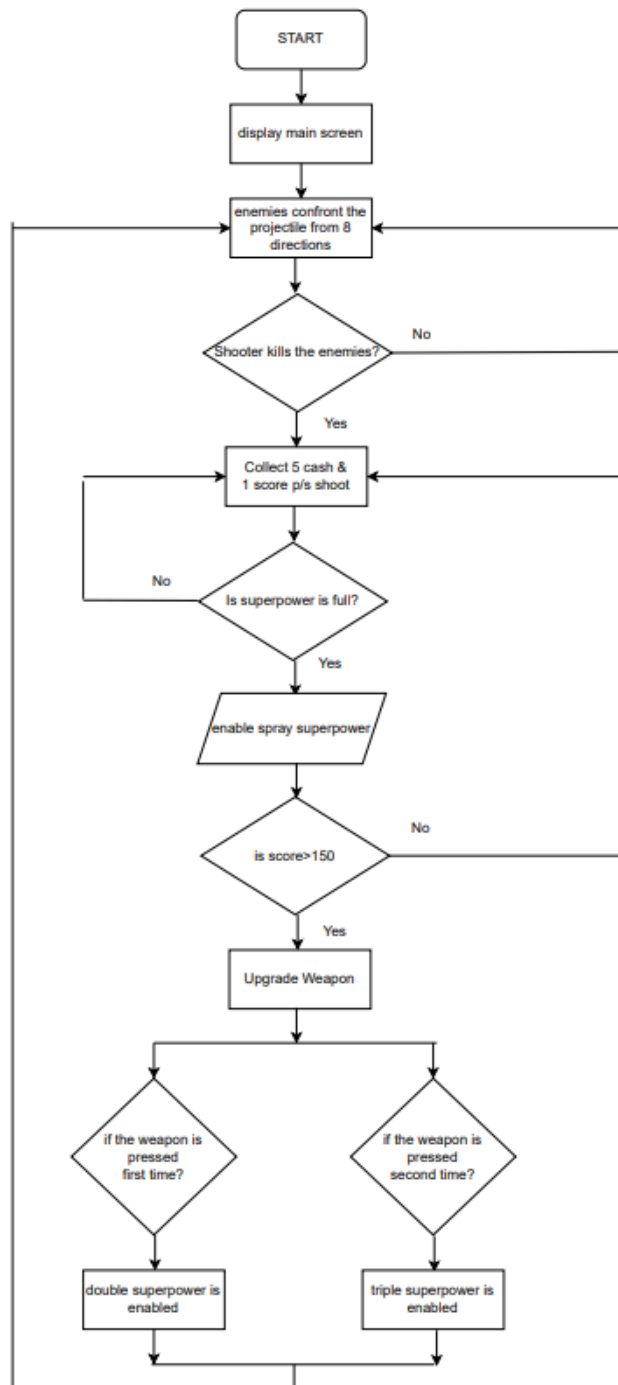 START
display main screen
enemies confront the
projectile from 8
directions
Shooter kills the enemies?
No
Yes
Collect 5 cash &
1 score p/s shoot
No
Is superpower is full?
Yes
enable spray superpower
No
is score>150
Yes
Upgrade Weapon
if the weapon is
pressed
first time?
if the weapon is
pressed
second time?
double superpower is
enabled
triple superpower is
enabled